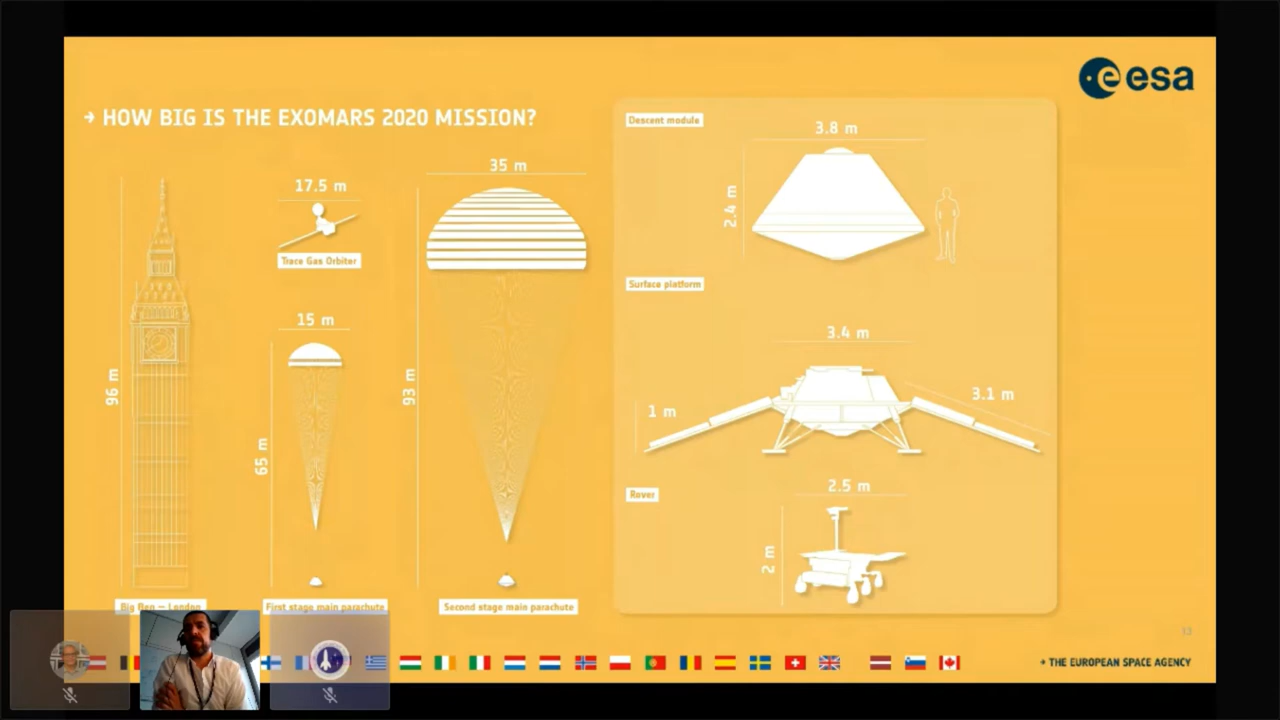 esa
→ HOW BIG IS THE EXOMARS 2020 MISSION?
96 m
Big Ben – London
17.5 m
Trace Gas Orbiter
15 m
65 m
First stage main parachute
35 m
93 m
Second stage main parachute
Descent module
3.8 m
2.4 m
Surface platform
3.4 m
1 m
3.1 m
Rover
2.5 m
2 m
13
→ THE EUROPEAN SPACE AGENCY